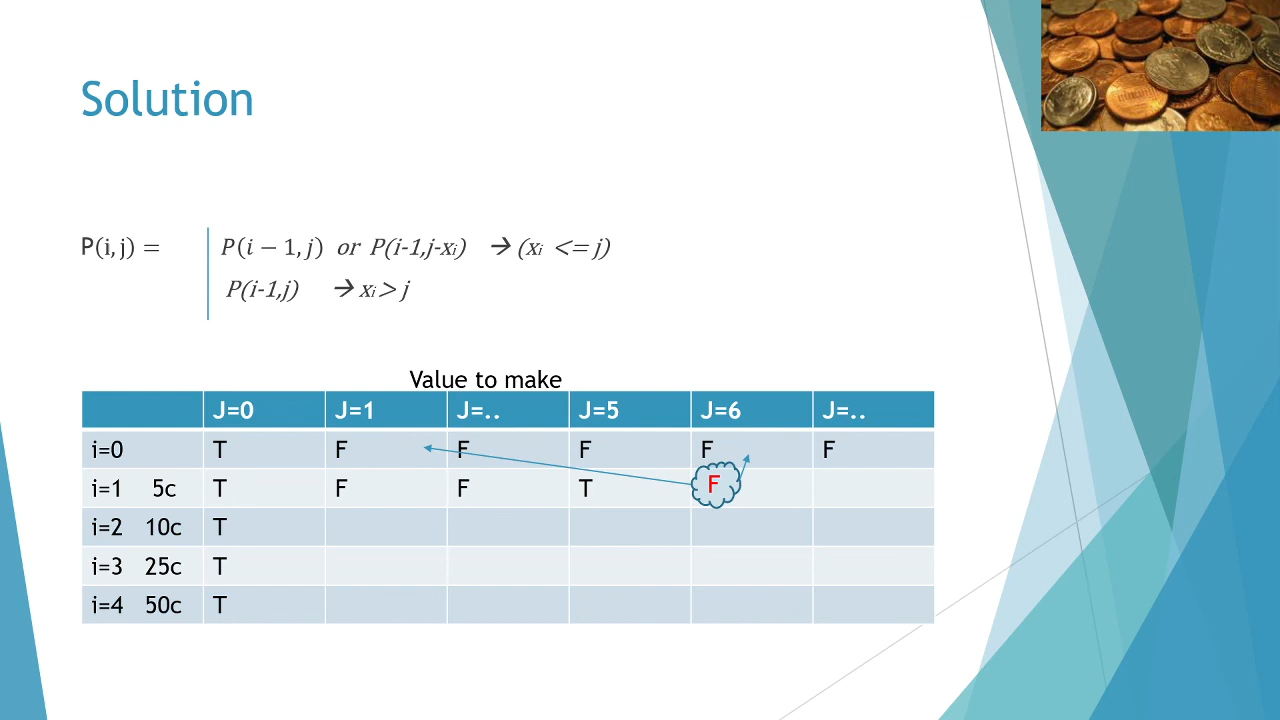 Solution
P(i,j) = P(i − 1, j) or P(i-1,j-xᵢ) → (xᵢ <= j)
P(i-1,j) → xᵢ > j
Value to make
J=0 J=1 J=.. J=5 J=6 J=..
i=0 T F F F F F
i=1 5c T F F T F
i=2 10c T
i=3 25c T
i=4 50c T